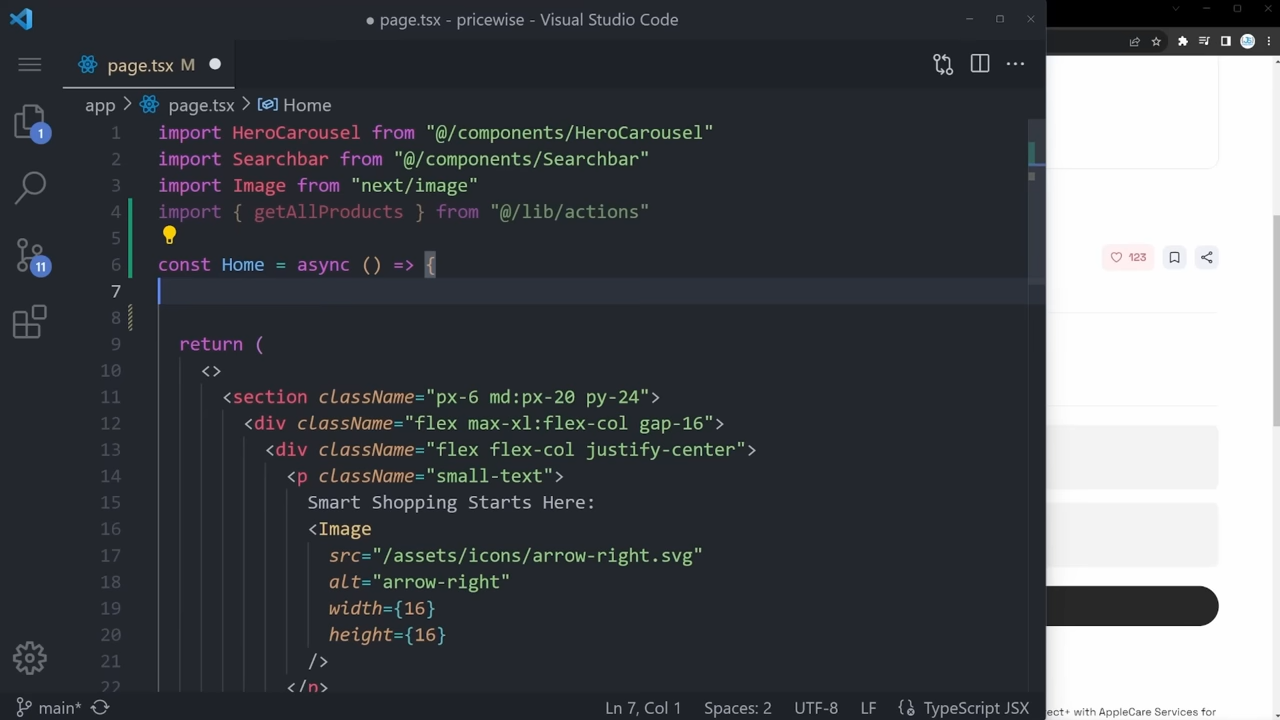 page.tsx - pricewise - Visual Studio Code
page.tsx M
app > page.tsx > Home
1 import HeroCarousel from "@/components/HeroCarousel"
2 import Searchbar from "@/components/Searchbar"
3 import Image from "next/image"
4 import { getAllProducts } from "@/lib/actions"
5
6 const Home = async () => {
7
8
9 return (
10 <>
11 <section className="px-6 md:px-20 py-24">
12 <div className="flex max-xl:flex-col gap-16">
13 <div className="flex flex-col justify-center">
14 <p className="small-text">
15 Smart Shopping Starts Here:
16 <Image
17 src="/assets/icons/arrow-right.svg"
18 alt="arrow-right"
19 width={16}
20 height={16}
21 />
22 </p>
1
11
main* Ln 7, Col 1 Spaces: 2 UTF-8 LF TypeScript JSX
123
ect+ with AppleCare Services for